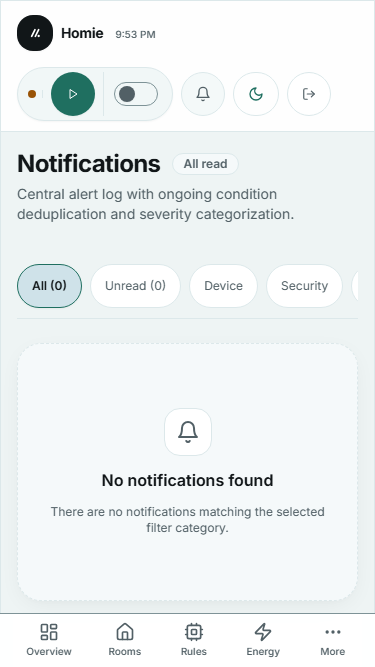 Homie 9:53 PM
Notifications All read
Central alert log with ongoing condition
deduplication and severity categorization.
All (0) Unread (0) Device Security
No notifications found
There are no notifications matching the selected
filter category.
Overview Rooms Rules Energy More